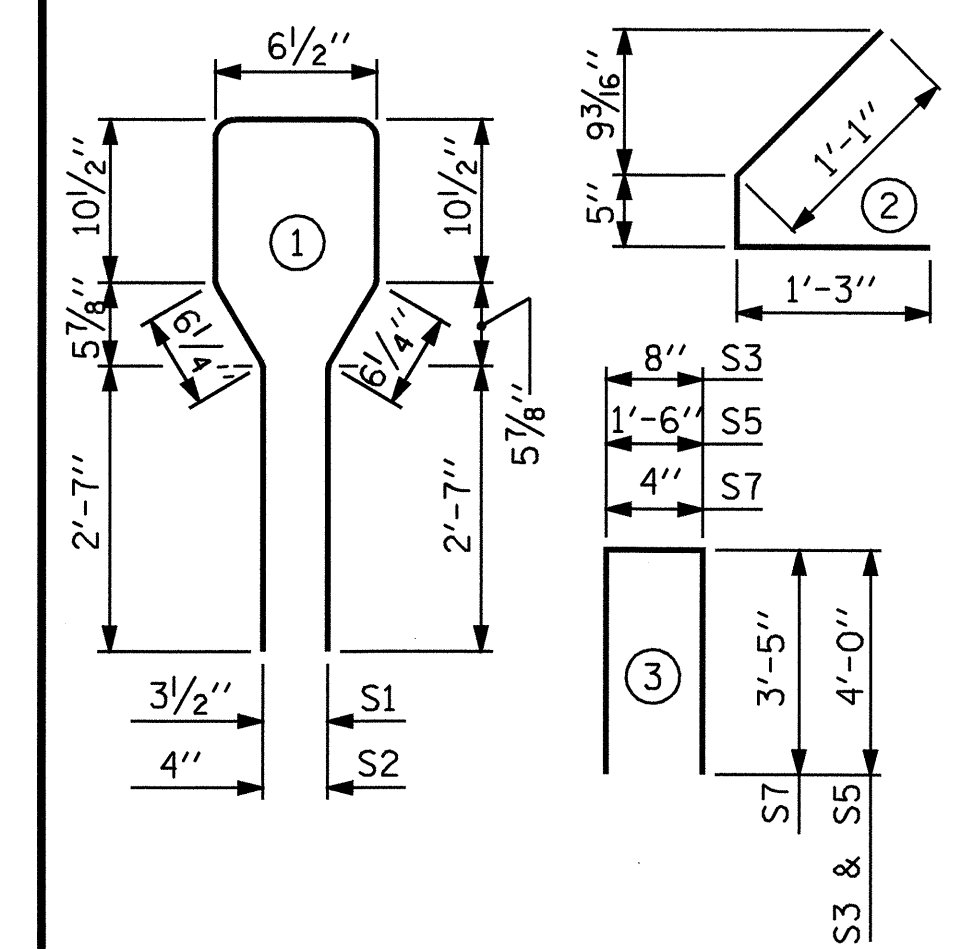 6 1/2''
10 1/2''
10 1/2''
1
5 7/8''
6 1/4''
6 1/4''
5 7/8''
2'-7''
2'-7''
3 1/2''
S1
4''
S2
9 3/16''
1'-1''
5''
2
1'-3''
8'' S3
1'-6'' S5
4'' S7
3
3'-5''
4'-0''
S7
S3 & S5